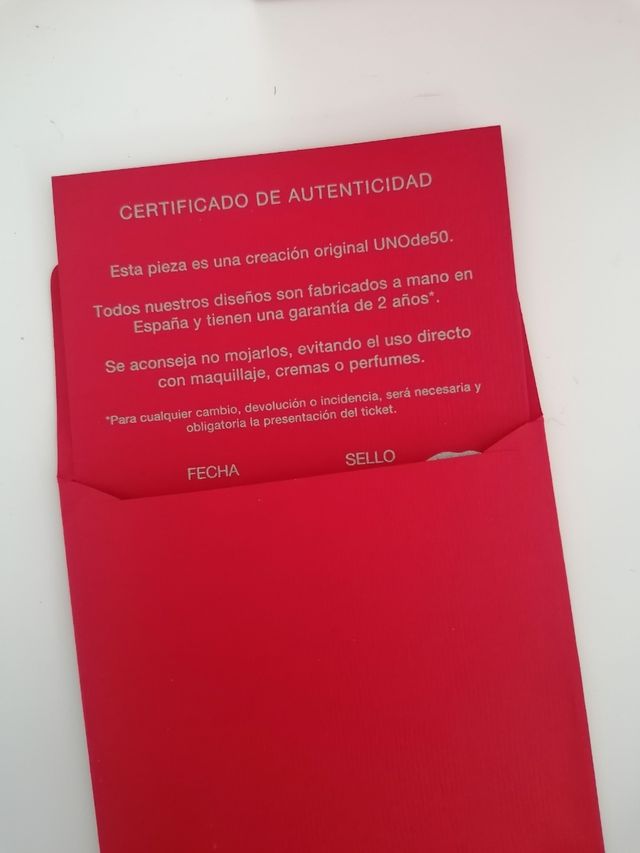 CERTIFICADO DE AUTENTICIDAD
Esta pieza es una creación original UNOde50.
Todos nuestros diseños son fabricados a mano en
España y tienen una garantía de 2 años*.
Se aconseja no mojarlos, evitando el uso directo
con maquillaje, cremas o perfumes.
*Para cualquier cambio, devolución o incidencia, será necesaria y
obligatoria la presentación del ticket.
FECHA SELLO